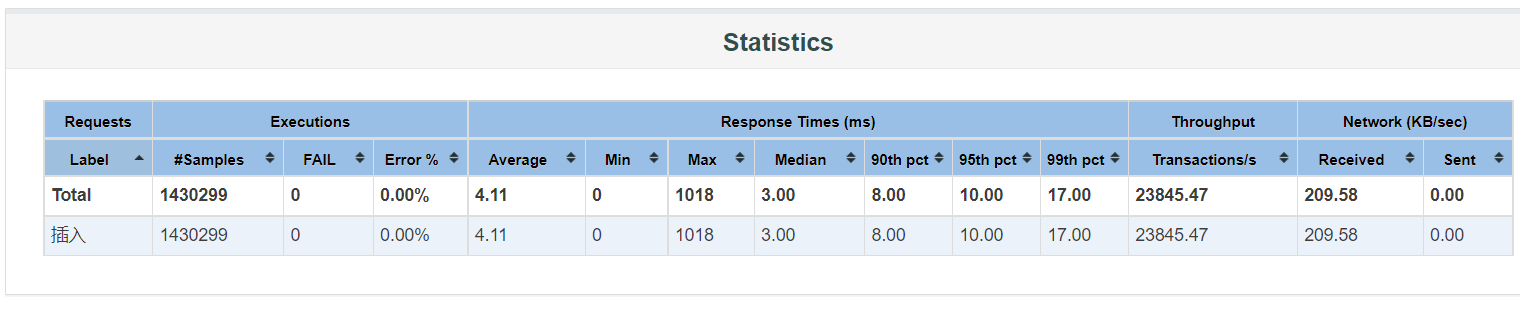 Statistics
Requests Executions Response Times (ms) Throughput Network (KB/sec)
Label #Samples FAIL Error % Average Min Max Median 90th pct 95th pct 99th pct Transactions/s Received Sent
Total 1430299 0 0.00% 4.11 0 1018 3.00 8.00 10.00 17.00 23845.47 209.58 0.00
插入 1430299 0 0.00% 4.11 0 1018 3.00 8.00 10.00 17.00 23845.47 209.58 0.00